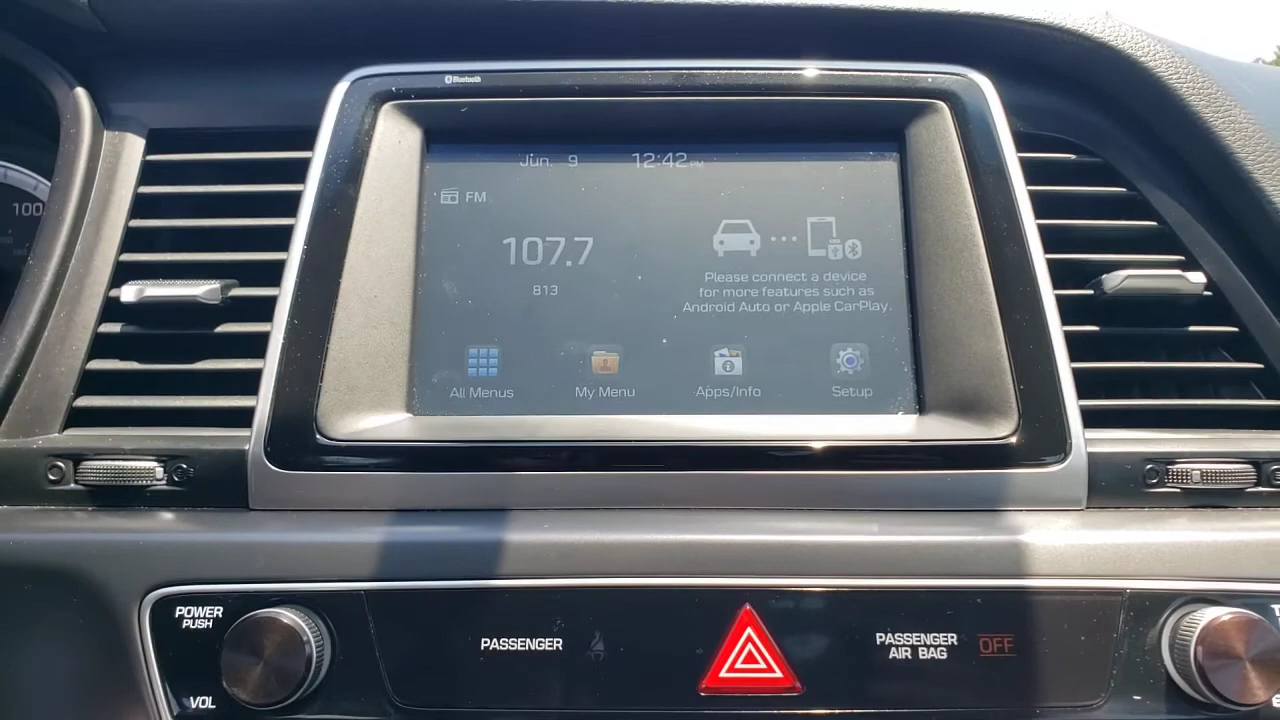 Bluetooth
Jun. 9 12:42 PM
100
FM
107.7
813
Please connect a device
for more features such as
Android Auto or Apple CarPlay.
All Menus My Menu Apps/Info Setup
POWER
PUSH
VOL
PASSENGER
PASSENGER
AIR BAG
OFF